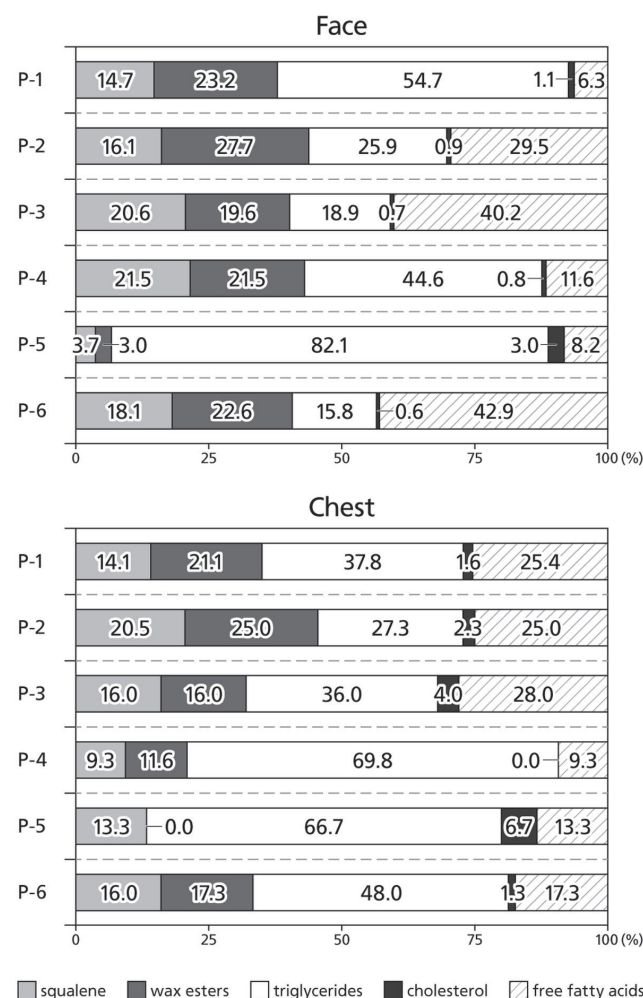 Face
P-1 14.7 23.2 54.7 1.1 6.3
P-2 16.1 27.7 25.9 0.9 29.5
P-3 20.6 19.6 18.9 0.7 40.2
P-4 21.5 21.5 44.6 0.8 11.6
P-5 3.7 3.0 82.1 3.0 8.2
P-6 18.1 22.6 15.8 0.6 42.9
0 25 50 75 100 (%)
Chest
P-1 14.1 21.1 37.8 1.6 25.4
P-2 20.5 25.0 27.3 2.3 25.0
P-3 16.0 16.0 36.0 4.0 28.0
P-4 9.3 11.6 69.8 0.0 9.3
P-5 13.3 0.0 66.7 6.7 13.3
P-6 16.0 17.3 48.0 1.3 17.3
0 25 50 75 100 (%)
squalene wax esters triglycerides cholesterol free fatty acids